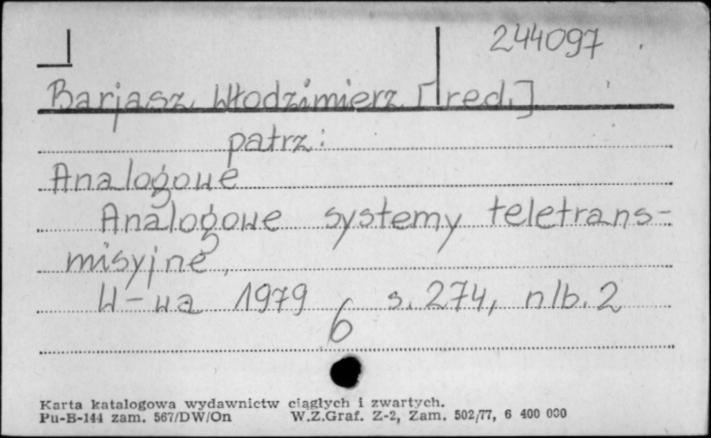 244097
Barjasz Włodzimierz [red.]
patrz:
Analogowe
Analogowe systemy teletrans-
misyjne,
W-wa 1979 s. 274, nlb. 2
6
Karta katalogowa wydawnictw ciągłych i zwartych.
Pu-B-144 zam. 567/DW/On W.Z.Graf. Z-2, Zam. 502/77, 6 400 000